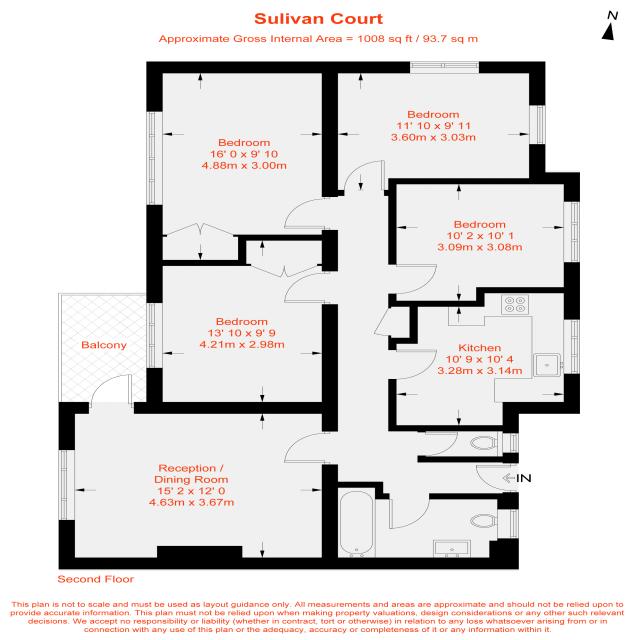 Sulivan Court
Approximate Gross Internal Area = 1008 sq ft / 93.7 sq m
N
Bedroom
16' 0 x 9' 10
4.88m x 3.00m
Bedroom
11' 10 x 9' 11
3.60m x 3.03m
Bedroom
10' 2 x 10' 1
3.09m x 3.08m
Bedroom
13' 10 x 9' 9
4.21m x 2.98m
Balcony
Kitchen
10' 9 x 10' 4
3.28m x 3.14m
Reception /
Dining Room
15' 2 x 12' 0
4.63m x 3.67m
IN
Second Floor
This plan is not to scale and must be used as layout guidance only. All measurements and areas are approximate and should not be relied upon to
provide accurate information. This plan must not be relied upon when making property valuations, design considerations or any other such relevant
decisions. We accept no responsibility or liability (whether in contract, tort or otherwise) in relation to any loss whatsoever arising from or in
connection with any use of this plan or the adequacy, accuracy or completeness of it or any information within it.